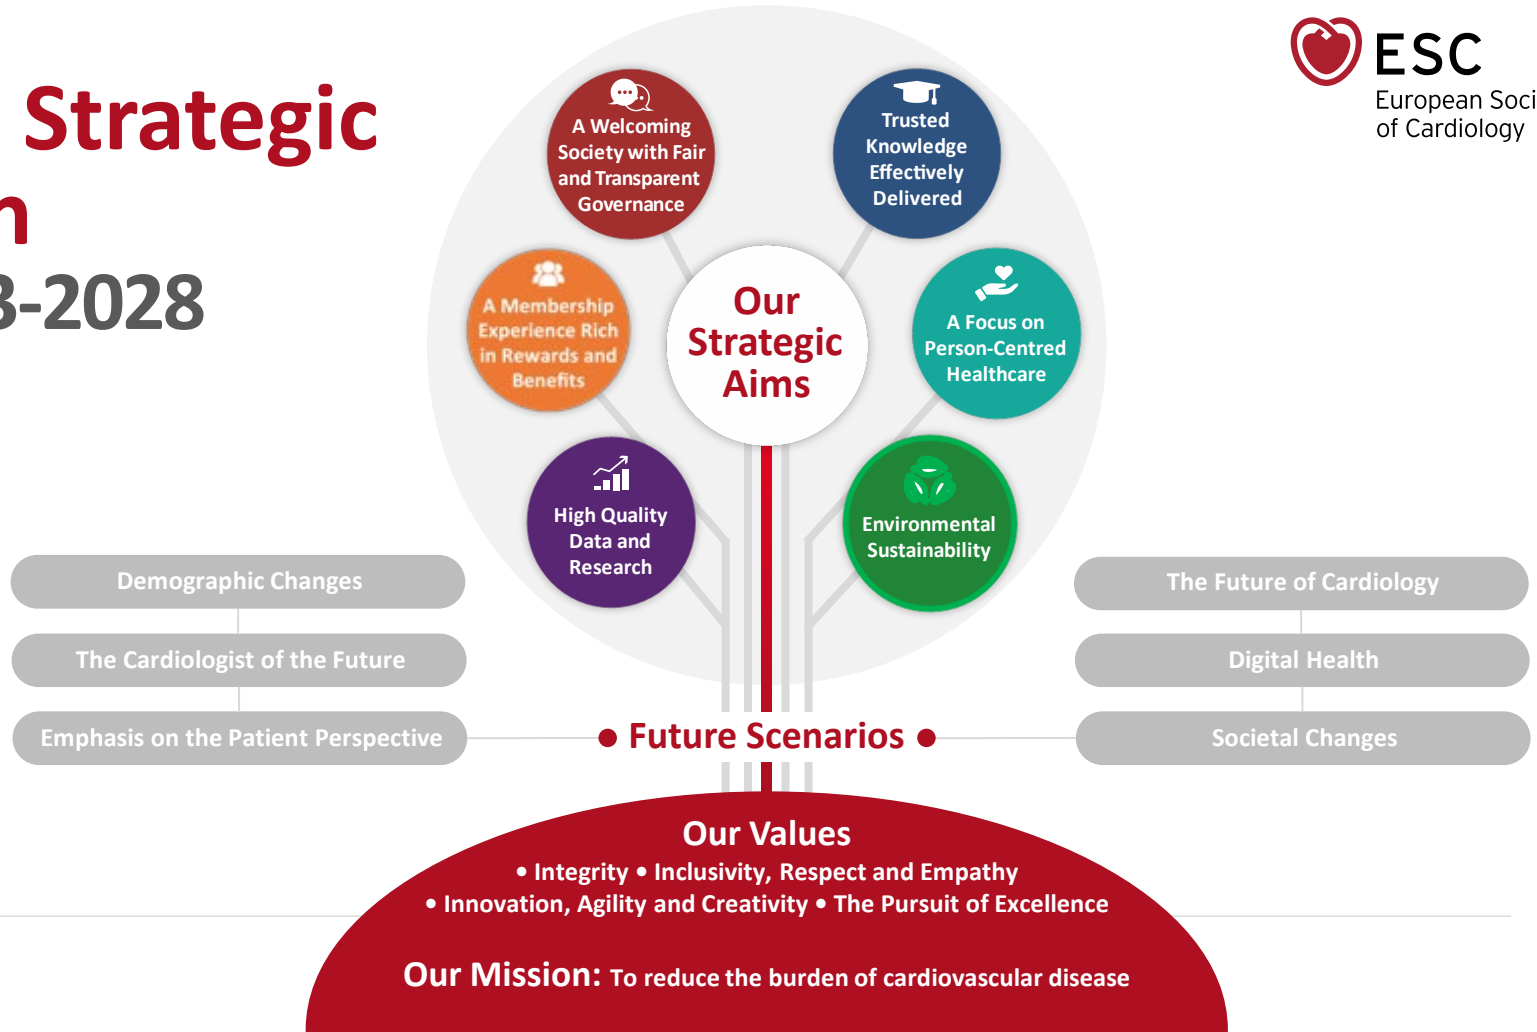 Strategic
n
3-2028
ESC
European Soci
of Cardiology
A Welcoming
Society with Fair
and Transparent
Governance
Trusted
Knowledge
Effectively
Delivered
A Membership
Experience Rich
in Rewards and
Benefits
Our
Strategic
Aims
A Focus on
Person-Centred
Healthcare
High Quality
Data and
Research
Environmental
Sustainability
Demographic Changes
The Cardiologist of the Future
Emphasis on the Patient Perspective
• Future Scenarios •
The Future of Cardiology
Digital Health
Societal Changes
Our Values
• Integrity • Inclusivity, Respect and Empathy
• Innovation, Agility and Creativity • The Pursuit of Excellence
Our Mission: To reduce the burden of cardiovascular disease